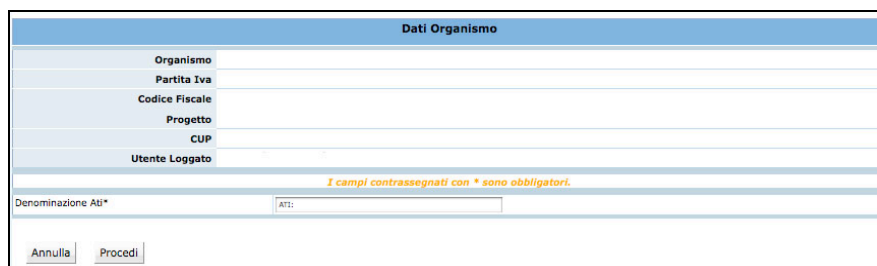 Dati Organismo
Organismo
Partita Iva
Codice Fiscale
Progetto
CUP
Utente Loggato
I campi contrassegnati con * sono obbligatori.
Denominazione Ati* ATI:
Annulla Procedi